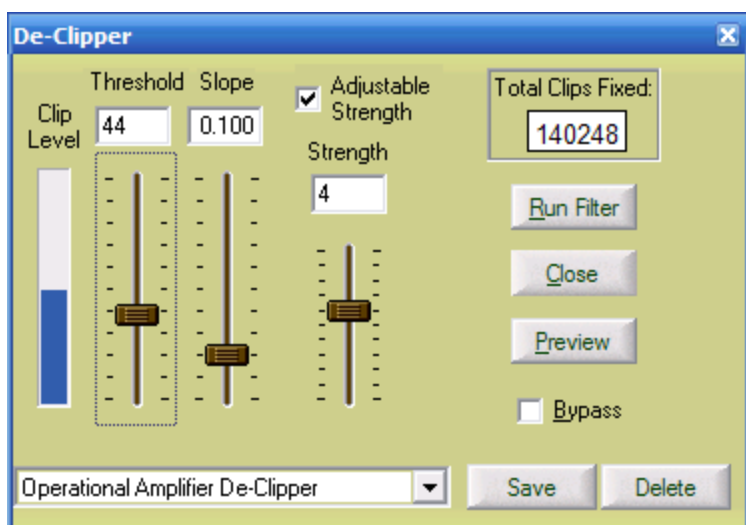 De-Clipper
Threshold Slope
Clip
Level
44
0.100
Adjustable
Strength
Strength
4
Total Clips Fixed:
140248
Run Filter
Close
Preview
Bypass
Operational Amplifier De-Clipper
Save
Delete